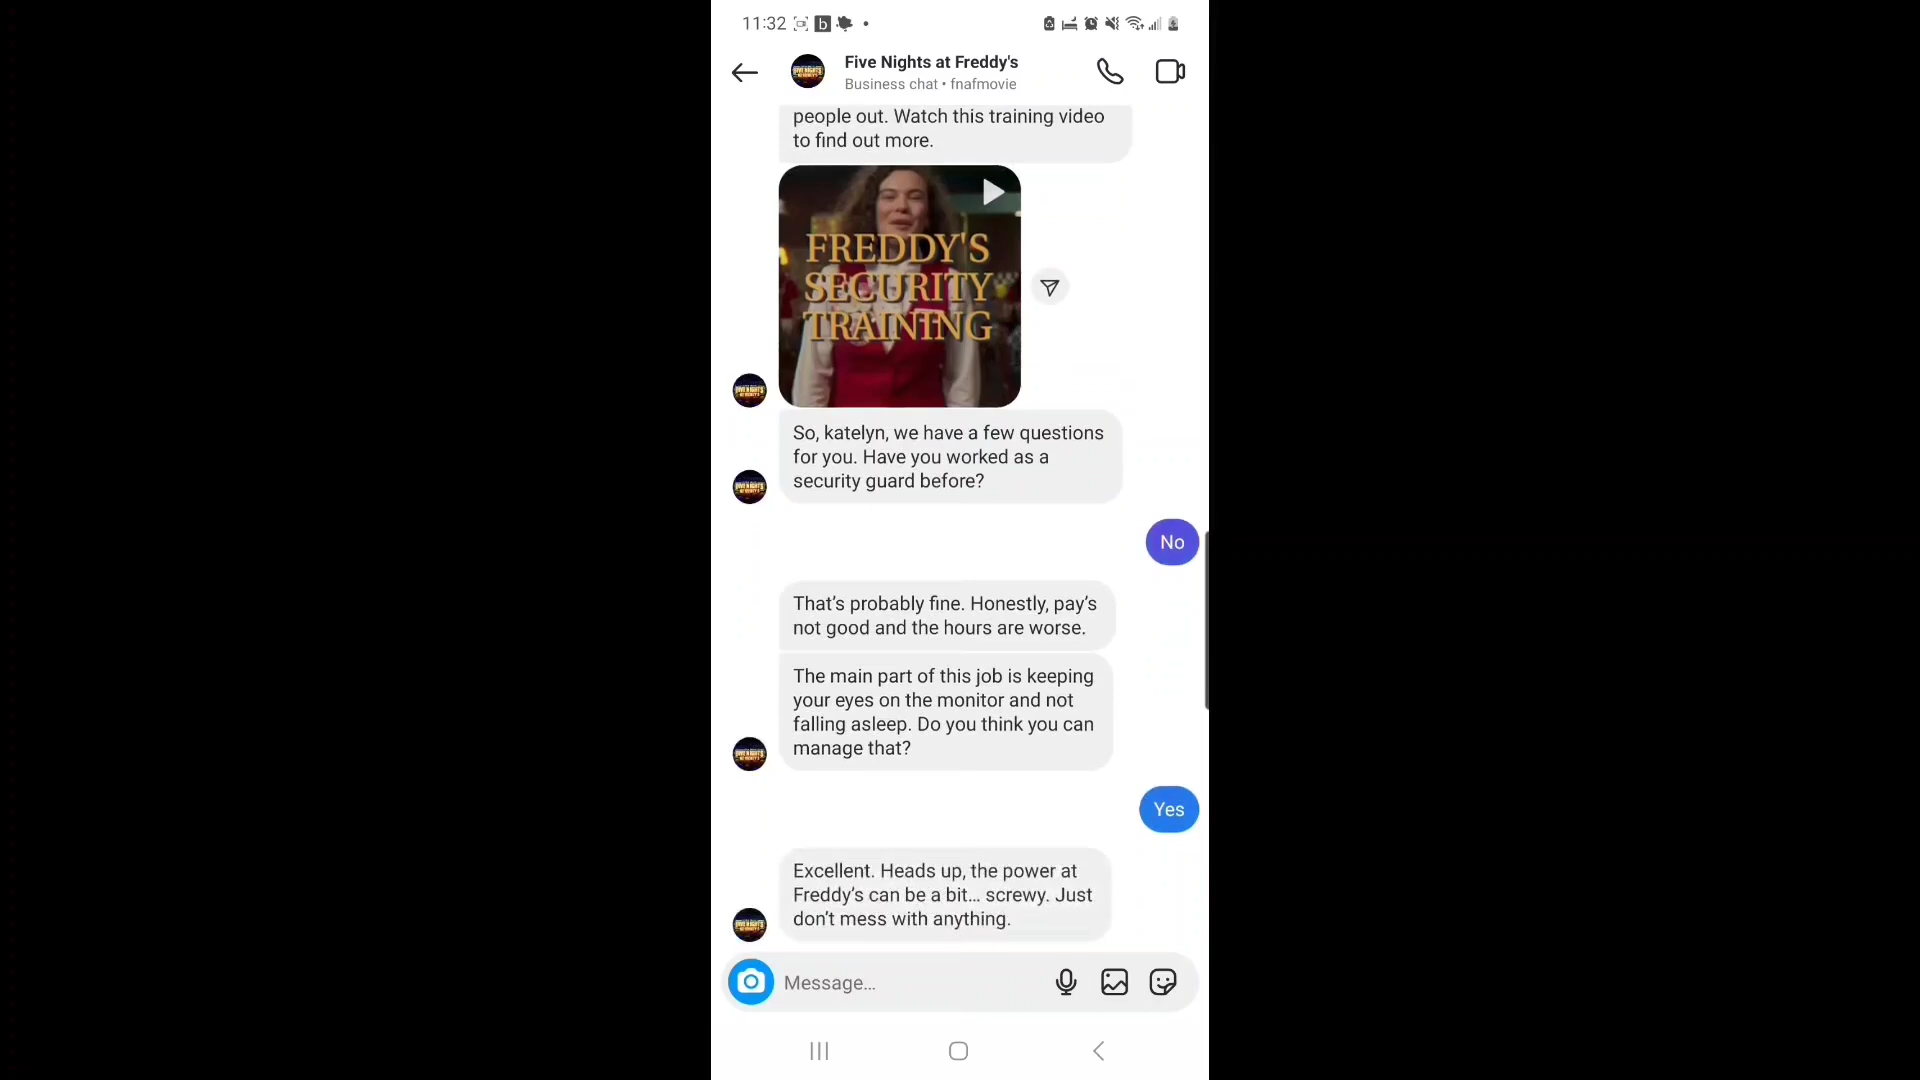 11:32
Five Nights at Freddy's
Business chat • fnafmovie
people out. Watch this training video
to find out more.
FREDDY'S
SECURITY
TRAINING
So, katelyn, we have a few questions
for you. Have you worked as a
security guard before?
No
That’s probably fine. Honestly, pay’s
not good and the hours are worse.
The main part of this job is keeping
your eyes on the monitor and not
falling asleep. Do you think you can
manage that?
Yes
Excellent. Heads up, the power at
Freddy’s can be a bit... screwy. Just
don’t mess with anything.
Message...